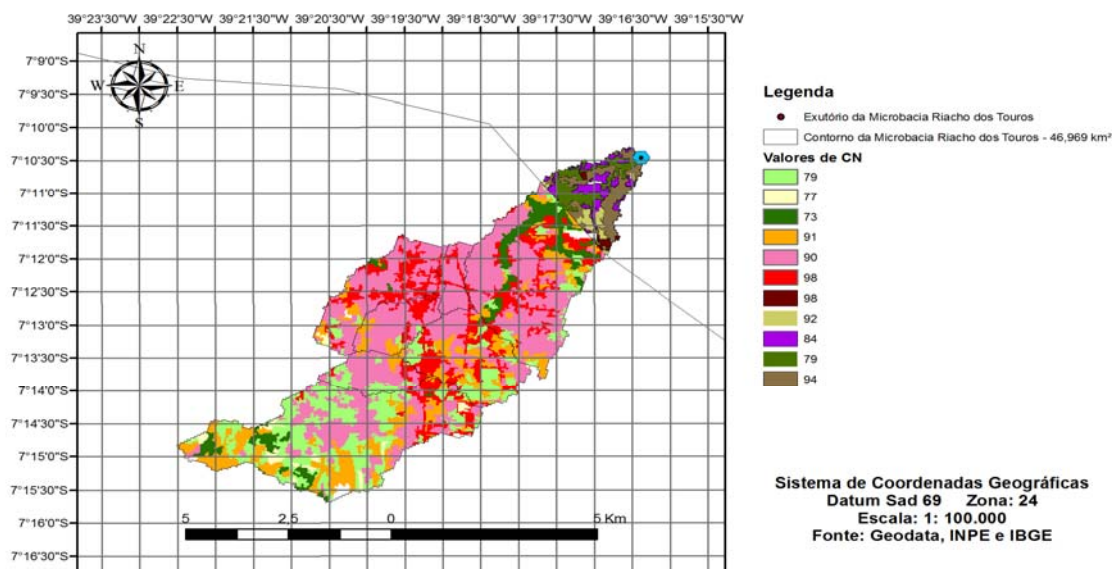 39°23'30"W 39°22'30"W 39°21'30"W 39°20'30"W 39°19'30"W 39°18'30"W 39°17'30"W 39°16'30"W 39°15'30"W
7°9'0"S
7°9'30"S
7°10'0"S
7°10'30"S
7°11'0"S
7°11'30"S
7°12'0"S
7°12'30"S
7°13'0"S
7°13'30"S
7°14'0"S
7°14'30"S
7°15'0"S
7°15'30"S
7°16'0"S
7°16'30"S
N
W E
S
5 2,5 0 5 Km
Legenda
Exutório da Microbacia Riacho dos Touros
Contorno da Microbacia Riacho dos Touros - 46,969 km²
Valores de CN
79
77
73
91
90
98
98
92
84
79
94
Sistema de Coordenadas Geográficas
Datum Sad 69 Zona: 24
Escala: 1: 100.000
Fonte: Geodata, INPE e IBGE